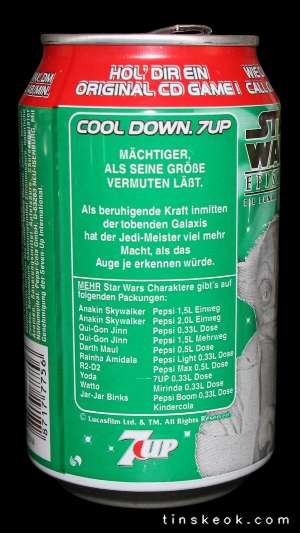 HOL' DIR EIN
ORIGINAL CD GAME!
COOL DOWN. 7UP
MÄCHTIGER,
ALS SEINE GRÖßE
VERMUTEN LÄßT.
Als beruhigende Kraft inmitten
der tobenden Galaxis
hat der Jedi-Meister viel mehr
Macht, als das
Auge je erkennen würde.
MEHR Star Wars Charaktere gibt's auf
folgenden Packungen:
Anakin Skywalker Pepsi 1,5L Einweg
Anakin Skywalker Pepsi 2.0L Einweg
Qui-Gon Jinn Pepsi 0.33L Dose
Qui-Gon Jinn Pepsi 1,5L Mehrweg
Darth Maul Pepsi 0.5L Dose
Rainha Amidala Pepsi Light 0.33L Dose
R2-D2 Pepsi Max 0.5L Dose
Yoda 7UP 0,33L Dose
Watto Mirinda 0,33L Dose
Jar-Jar Binks Pepsi Boom 0,33L Dose
Kindercola
© Lucasfilm Ltd. & TM. All Rights Reserved.
7UP
STAR
WARS
EPIS
tinskeok.com